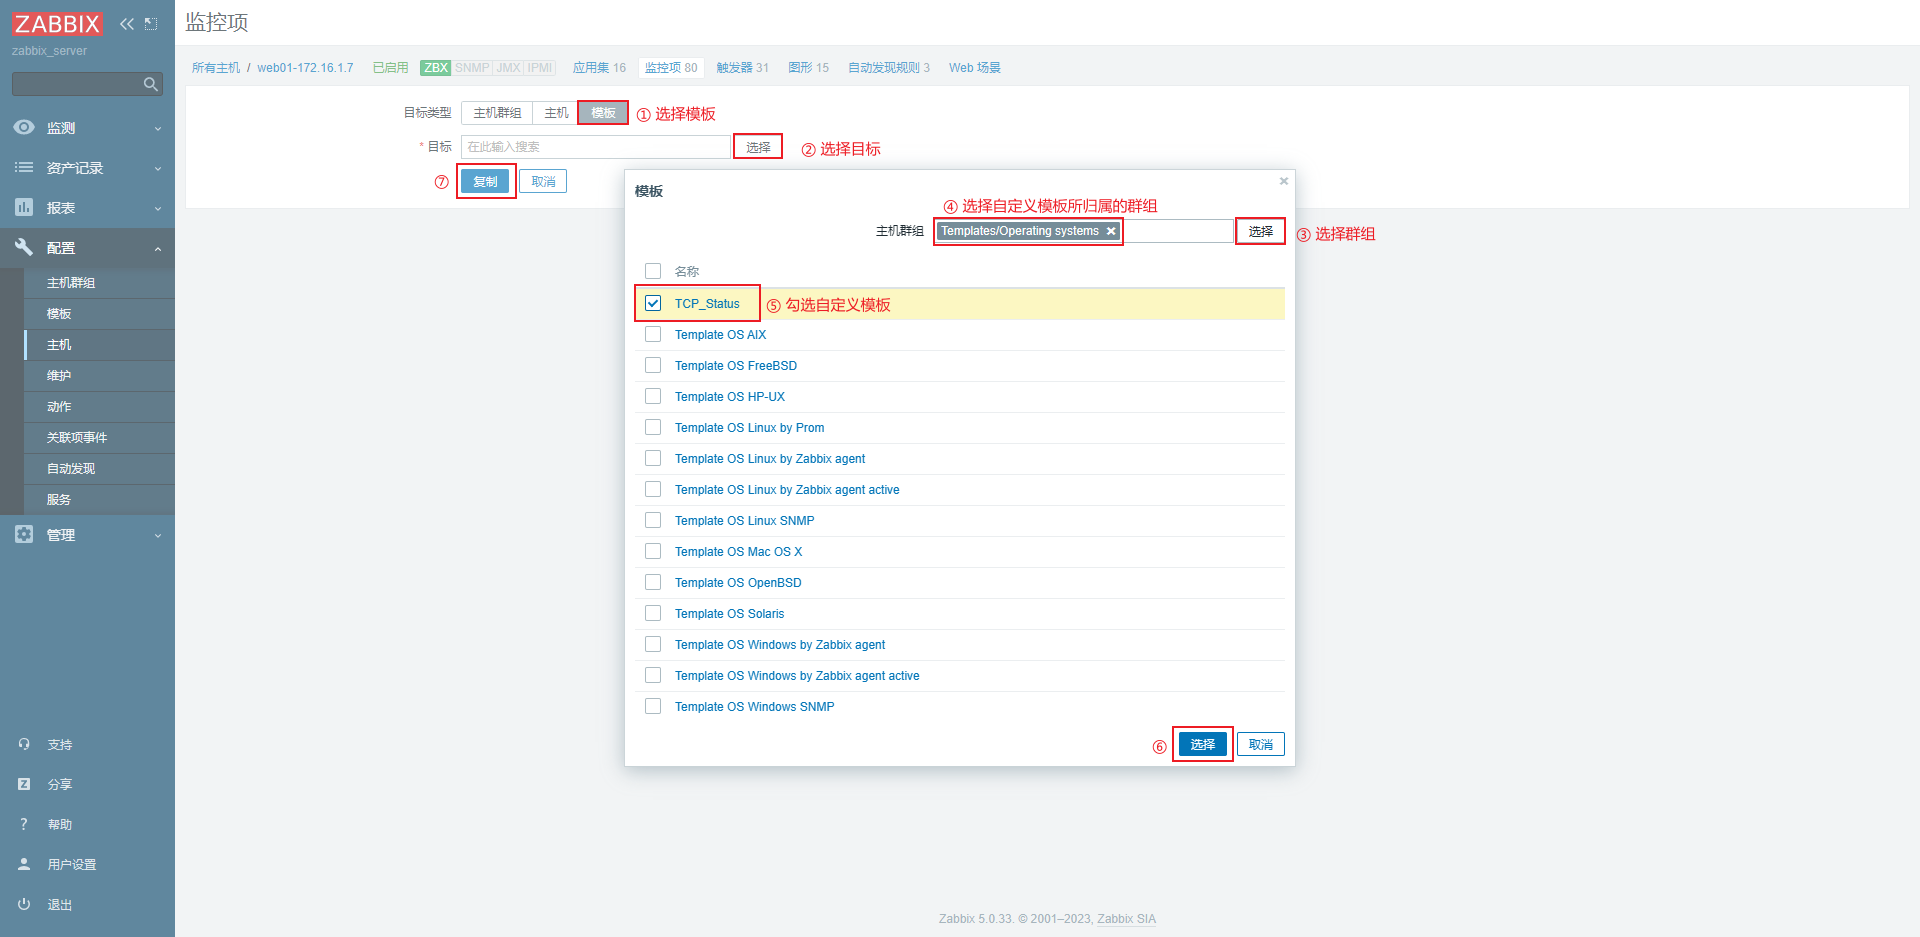 ZABBIX
zabbix_server
监测
资产记录
报表
配置
主机群组
模板
主机
维护
动作
关联项事件
自动发现
服务
管理
支持
分享
帮助
用户设置
退出
监控项
所有主机 / web01-172.16.1.7 已启用 ZBX SNMP JMX IPMI 应用集 16 监控项 80 触发器 31 图形 15 自动发现规则 3 Web 场景
目标类型 主机群组 主机 模板 ① 选择模板
* 目标 在此输入搜索 选择 ② 选择目标
⑦ 复制 取消
模板
④ 选择自定义模板所归属的群组
主机群组 Templates/Operating systems 选择 ③ 选择群组
名称
TCP_Status ⑤ 勾选自定义模板
Template OS AIX
Template OS FreeBSD
Template OS HP-UX
Template OS Linux by Prom
Template OS Linux by Zabbix agent
Template OS Linux by Zabbix agent active
Template OS Linux SNMP
Template OS Mac OS X
Template OS OpenBSD
Template OS Solaris
Template OS Windows by Zabbix agent
Template OS Windows by Zabbix agent active
Template OS Windows SNMP
⑥ 选择 取消
Zabbix 5.0.33. © 2001–2023, Zabbix SIA